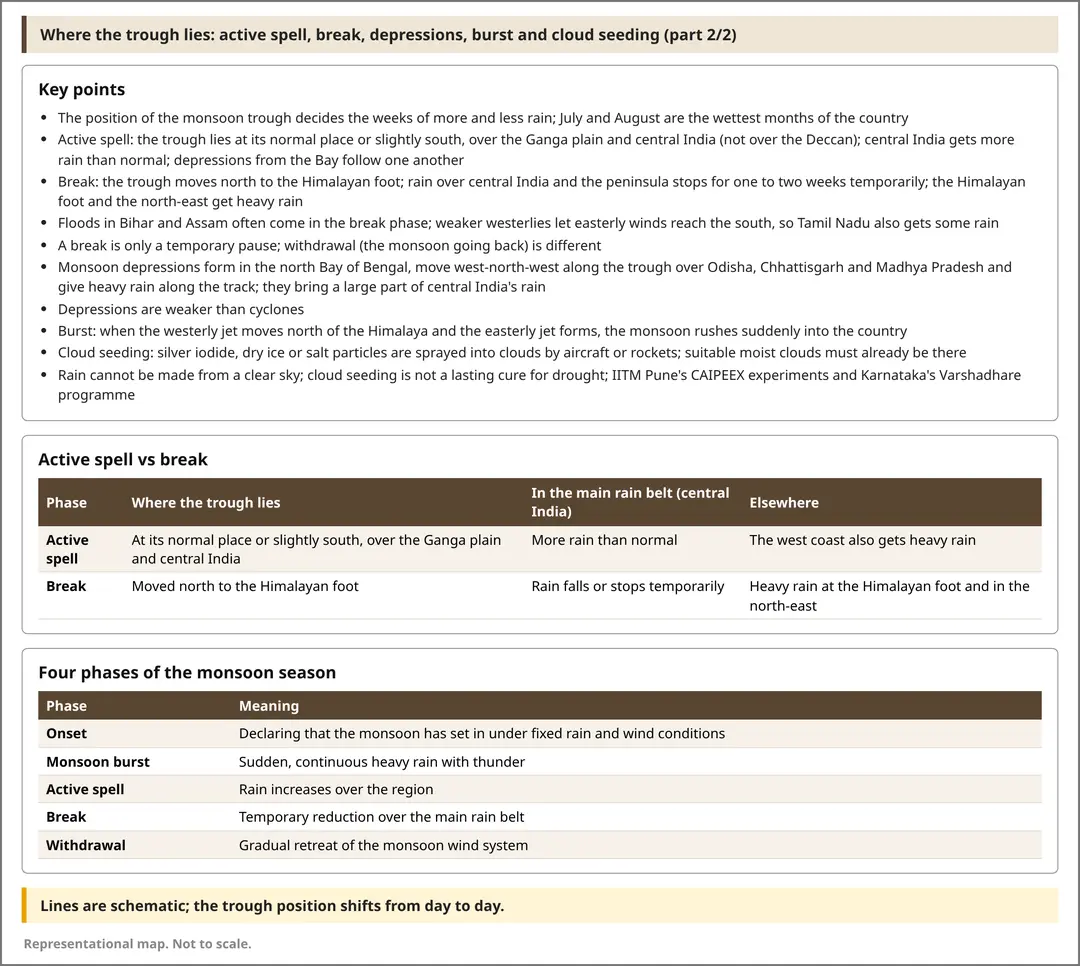 Where the trough lies: active spell, break, depressions, burst and cloud seeding (part 2/2)
Key points
• The position of the monsoon trough decides the weeks of more and less rain; July and August are the wettest months of the country
• Active spell: the trough lies at its normal place or slightly south, over the Ganga plain and central India (not over the Deccan); central India gets more
rain than normal; depressions from the Bay follow one another
• Break: the trough moves north to the Himalayan foot; rain over central India and the peninsula stops for one to two weeks temporarily; the Himalayan
foot and the north-east get heavy rain
• Floods in Bihar and Assam often come in the break phase; weaker westerlies let easterly winds reach the south, so Tamil Nadu also gets some rain
• A break is only a temporary pause; withdrawal (the monsoon going back) is different
• Monsoon depressions form in the north Bay of Bengal, move west-north-west along the trough over Odisha, Chhattisgarh and Madhya Pradesh and
give heavy rain along the track; they bring a large part of central India's rain
• Depressions are weaker than cyclones
• Burst: when the westerly jet moves north of the Himalaya and the easterly jet forms, the monsoon rushes suddenly into the country
• Cloud seeding: silver iodide, dry ice or salt particles are sprayed into clouds by aircraft or rockets; suitable moist clouds must already be there
• Rain cannot be made from a clear sky; cloud seeding is not a lasting cure for drought; IITM Pune's CAIPEEX experiments and Karnataka's Varshadhare
programme
Active spell vs break
Phase Where the trough lies In the main rain belt (central India) Elsewhere
Active spell At its normal place or slightly south, over the Ganga plain and central India More rain than normal The west coast also gets heavy rain
Break Moved north to the Himalayan foot Rain falls or stops temporarily Heavy rain at the Himalayan foot and in the north-east
Four phases of the monsoon season
Phase Meaning
Onset Declaring that the monsoon has set in under fixed rain and wind conditions
Monsoon burst Sudden, continuous heavy rain with thunder
Active spell Rain increases over the region
Break Temporary reduction over the main rain belt
Withdrawal Gradual retreat of the monsoon wind system
Lines are schematic; the trough position shifts from day to day.
Representational map. Not to scale.